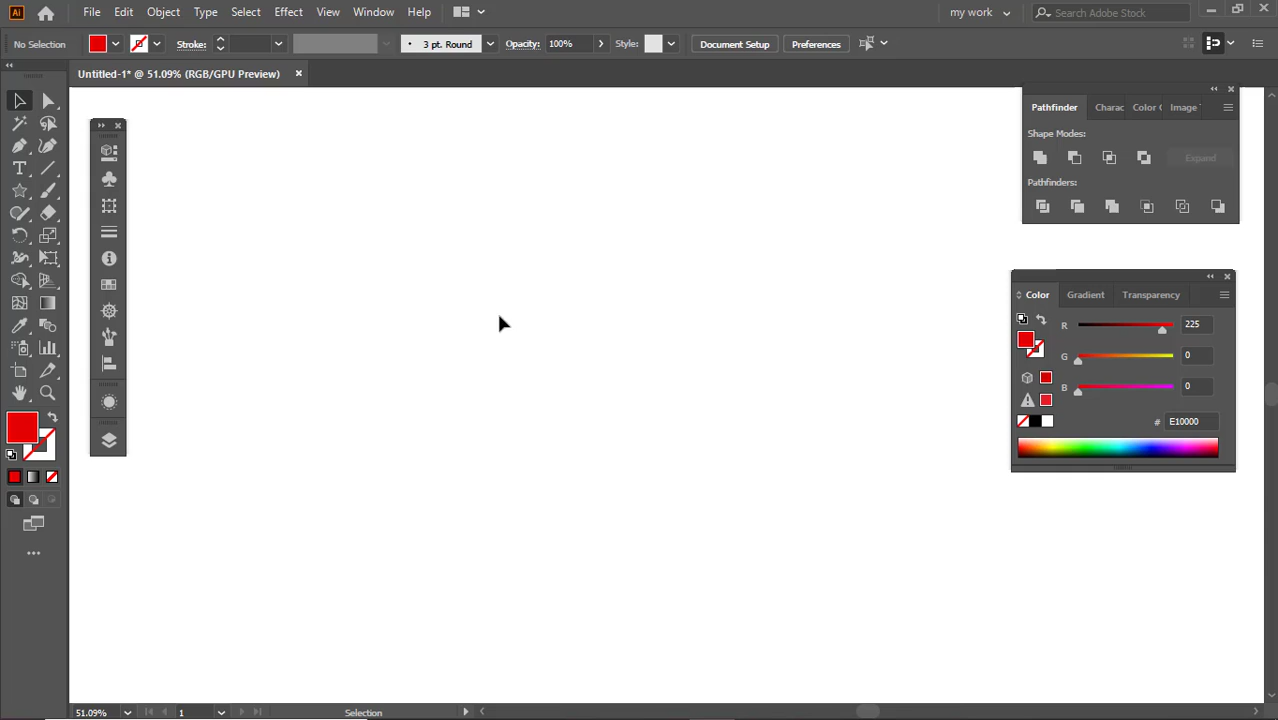 Ai File Edit Object Type Select Effect View Window Help my work Search Adobe Stock
No Selection Stroke: 3 pt. Round Opacity: 100% Style: Document Setup Preferences
Untitled-1* @ 51.09% (RGB/GPU Preview)
Pathfinder Charac Color Image
Shape Modes:
Expand
Pathfinders:
Color Gradient Transparency
R 225
G 0
B 0
# E10000
51.09% 1 Selection